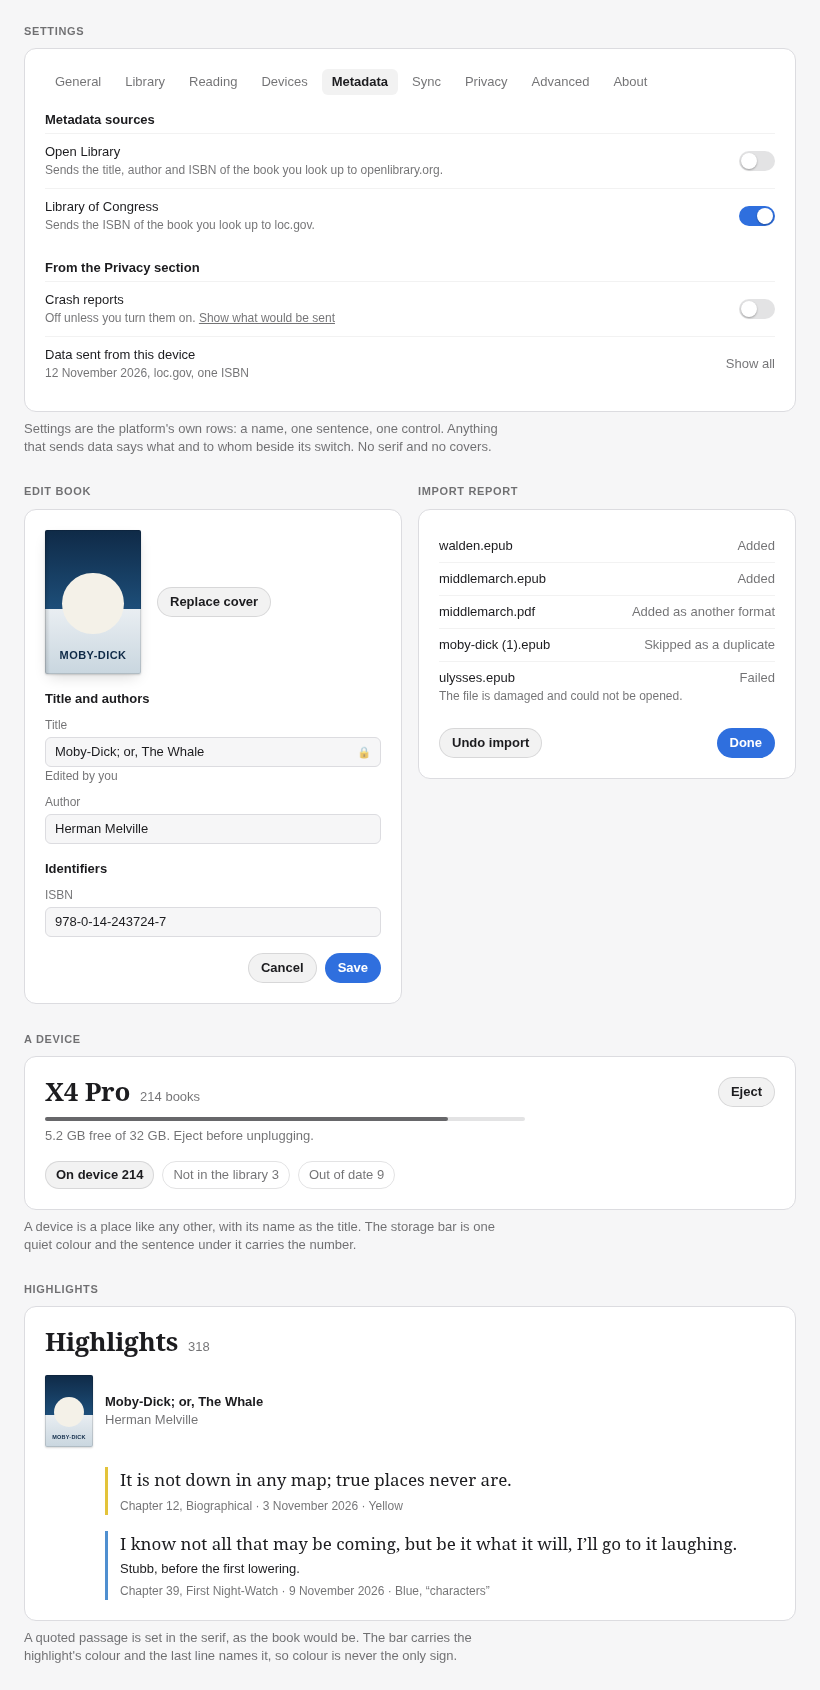 SETTINGS
General Library Reading Devices Metadata Sync Privacy Advanced About
Metadata sources
Open Library
Sends the title, author and ISBN of the book you look up to openlibrary.org.
Library of Congress
Sends the ISBN of the book you look up to loc.gov.
From the Privacy section
Crash reports
Off unless you turn them on. Show what would be sent
Data sent from this device
12 November 2026, loc.gov, one ISBN
Show all
Settings are the platform's own rows: a name, one sentence, one control. Anything
that sends data says what and to whom beside its switch. No serif and no covers.
EDIT BOOK
MOBY-DICK
Replace cover
Title and authors
Title
Moby-Dick; or, The Whale
Edited by you
Author
Herman Melville
Identifiers
ISBN
978-0-14-243724-7
Cancel Save
IMPORT REPORT
walden.epub Added
middlemarch.epub Added
middlemarch.pdf Added as another format
moby-dick (1).epub Skipped as a duplicate
ulysses.epub Failed
The file is damaged and could not be opened.
Undo import Done
A DEVICE
X4 Pro 214 books
Eject
5.2 GB free of 32 GB. Eject before unplugging.
On device 214 Not in the library 3 Out of date 9
A device is a place like any other, with its name as the title. The storage bar is one
quiet colour and the sentence under it carries the number.
HIGHLIGHTS
Highlights 318
MOBY-DICK
Moby-Dick; or, The Whale
Herman Melville
It is not down in any map; true places never are.
Chapter 12, Biographical · 3 November 2026 · Yellow
I know not all that may be coming, but be it what it will, I’ll go to it laughing.
Stubb, before the first lowering.
Chapter 39, First Night-Watch · 9 November 2026 · Blue, “characters”
A quoted passage is set in the serif, as the book would be. The bar carries the
highlight's colour and the last line names it, so colour is never the only sign.